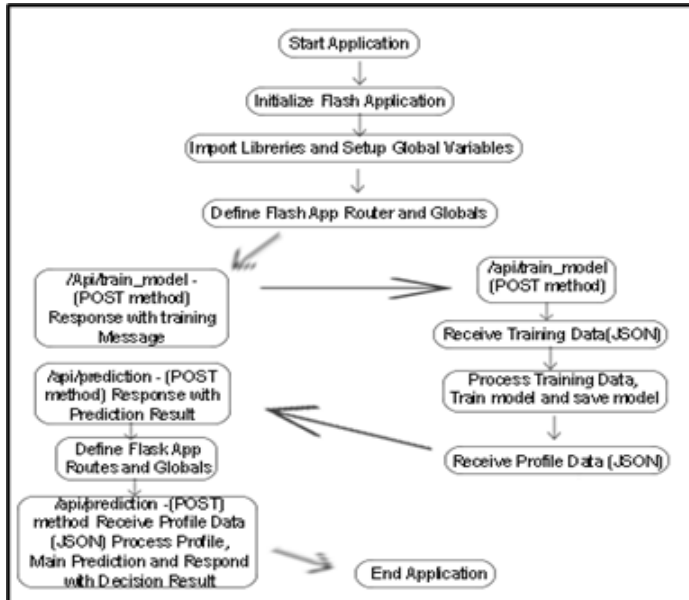 Start Application
Initialize Flash Application
Import Libreries and Setup Global Variables
Define Flash App Router and Globals
/Api/train_model -
(POST method)
Response with training
Message
/api/train_model
(POST method)
Receive Training Data(JSON)
Process Training Data,
Train model and save model
Receive Profile Data (JSON)
/api/prediction - (POST
method) Response with
Prediction Result
Define Flask App
Routes and Globals
/api/prediction -(POST)
method Receive Profile Data
(JSON) Process Profile,
Main Prediction and Respond
with Decision Result
End Application